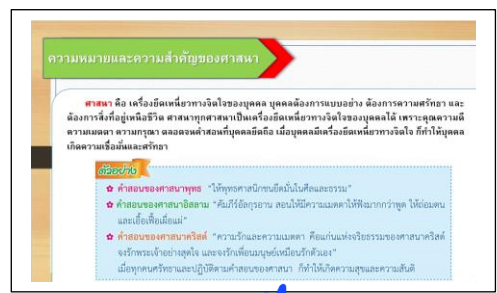 ความหมายและความสำคัญของศาสนา
ศาสนา คือ เครื่องยึดเหนี่ยวทางจิตใจของบุคคล บุคคลต้องการแบบอย่าง ต้องการความศรัทธา และ
ต้องการสิ่งที่อยู่เหนือชีวิต ศาสนาทุกศาสนาเป็นเครื่องยึดเหนี่ยวทางจิตใจของบุคคลได้ เพราะคุณความดี
ความเมตตา ความกรุณา ตลอดจนคำสอนที่บุคคลยึดถือ เมื่อบุคคลมีเครื่องยึดเหนี่ยวทางจิตใจ ก็ทำให้บุคคล
เกิดความเชื่อมั่นและศรัทธา
ตัวอย่าง
คำสอนของศาสนาพุทธ "ให้พุทธศาสนิกชนยึดมั่นในศีลและธรรม"
คำสอนของศาสนาอิสลาม "คัมภีร์อัลกุรอาน สอนให้มีความเมตตาให้ฟังมากกว่าพูด ให้ถ่อมตน
และเอื้อเฟื้อเผื่อแผ่"
คำสอนของศาสนาคริสต์ "ความรักและความเมตตา คือแก่นแห่งจริยธรรมของศาสนาคริสต์
จงรักพระเจ้าอย่างสุดใจ และจงรักเพื่อนมนุษย์เหมือนรักตัวเอง"
เมื่อทุกคนศรัทธาและปฏิบัติตามคำสอนของศาสนา ก็ทำให้เกิดความสุขและความสันติ